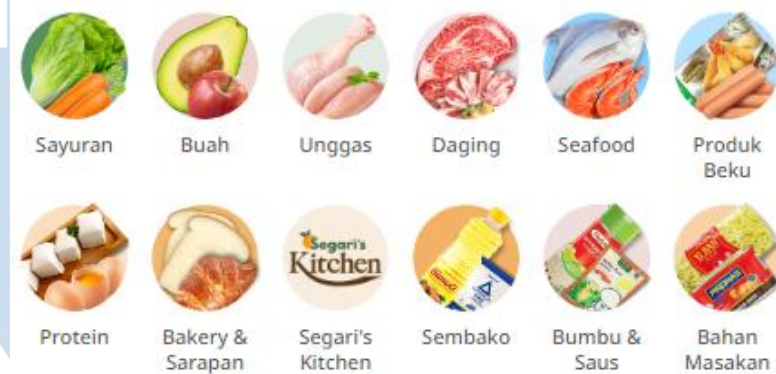 Sayuran
Buah
Unggas
Daging
Seafood
Produk
Beku
Segari's
Kitchen
Protein
Bakery &
Sarapan
Segari's
Kitchen
Sembako
Bumbu &
Saus
Bahan
Masakan